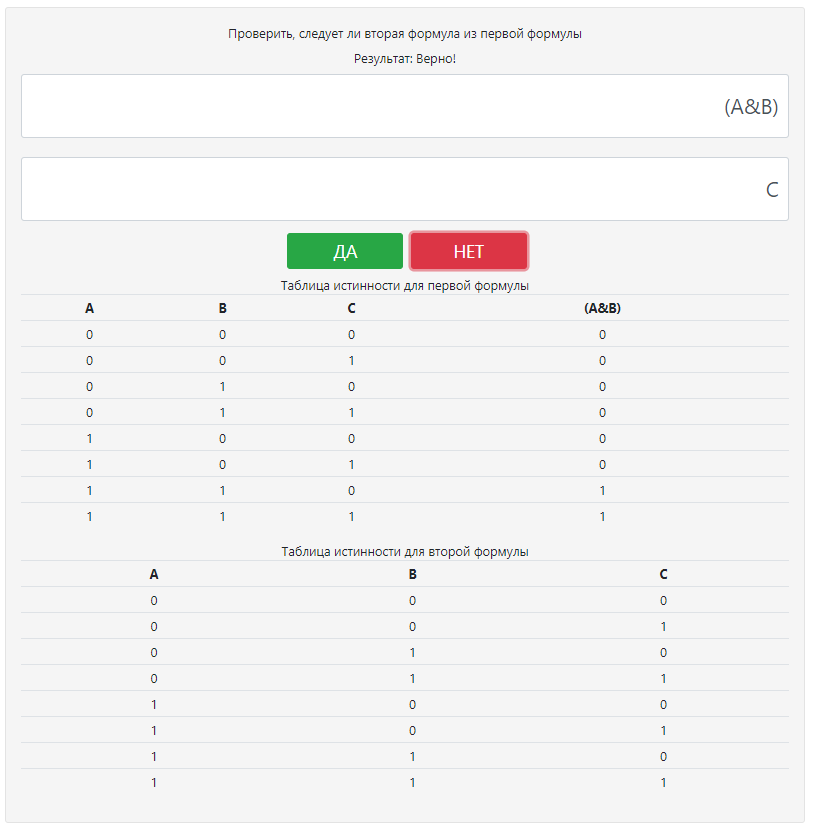 Проверить, следует ли вторая формула из первой формулы
Результат: Верно!
(A&B)
C
ДА НЕТ
Таблица истинности для первой формулы
A B C (A&B)
0 0 0 0
0 0 1 0
0 1 0 0
0 1 1 0
1 0 0 0
1 0 1 0
1 1 0 1
1 1 1 1
Таблица истинности для второй формулы
A B C
0 0 0
0 0 1
0 1 0
0 1 1
1 0 0
1 0 1
1 1 0
1 1 1